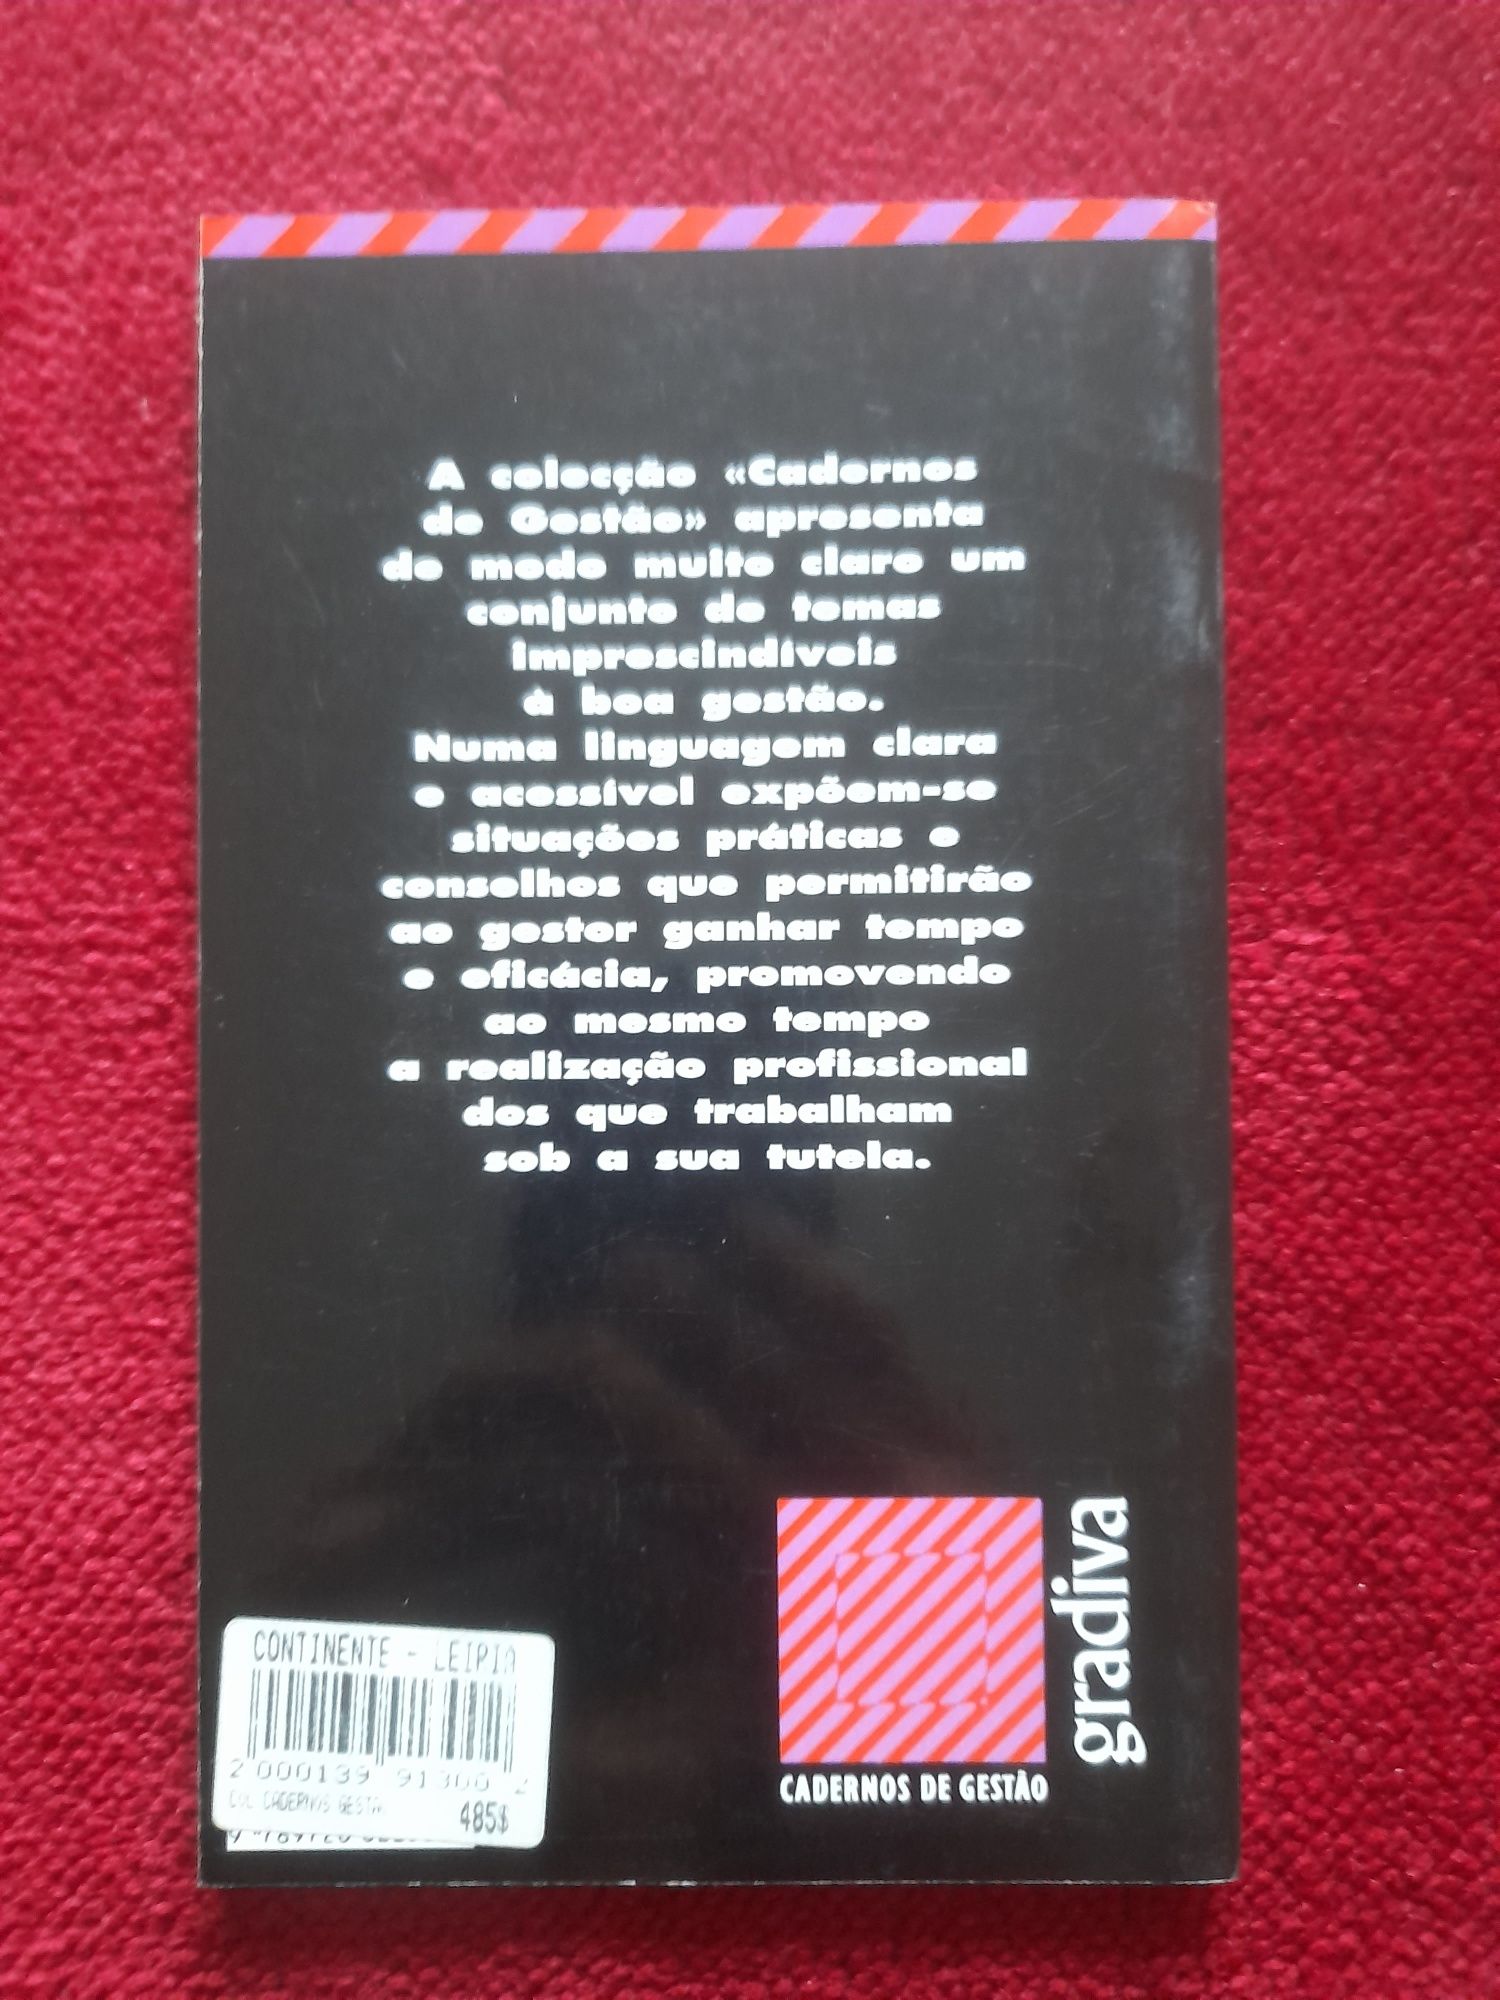 A colecção «Cadernos
de Gestão» apresenta
de modo muito claro um
conjunto de temas
imprescindíveis
à boa gestão.
Numa linguagem clara
e acessível expõem-se
situações práticas e
conselhos que permitirão
ao gestor ganhar tempo
e eficácia, promovendo
ao mesmo tempo
a realização profissional
dos que trabalham
sob a sua tutela.
gradiva
CADERNOS DE GESTÃO
CONTINENTE - LEIRIA
2 000139 91300 2
CADERNOS GESTA
485$